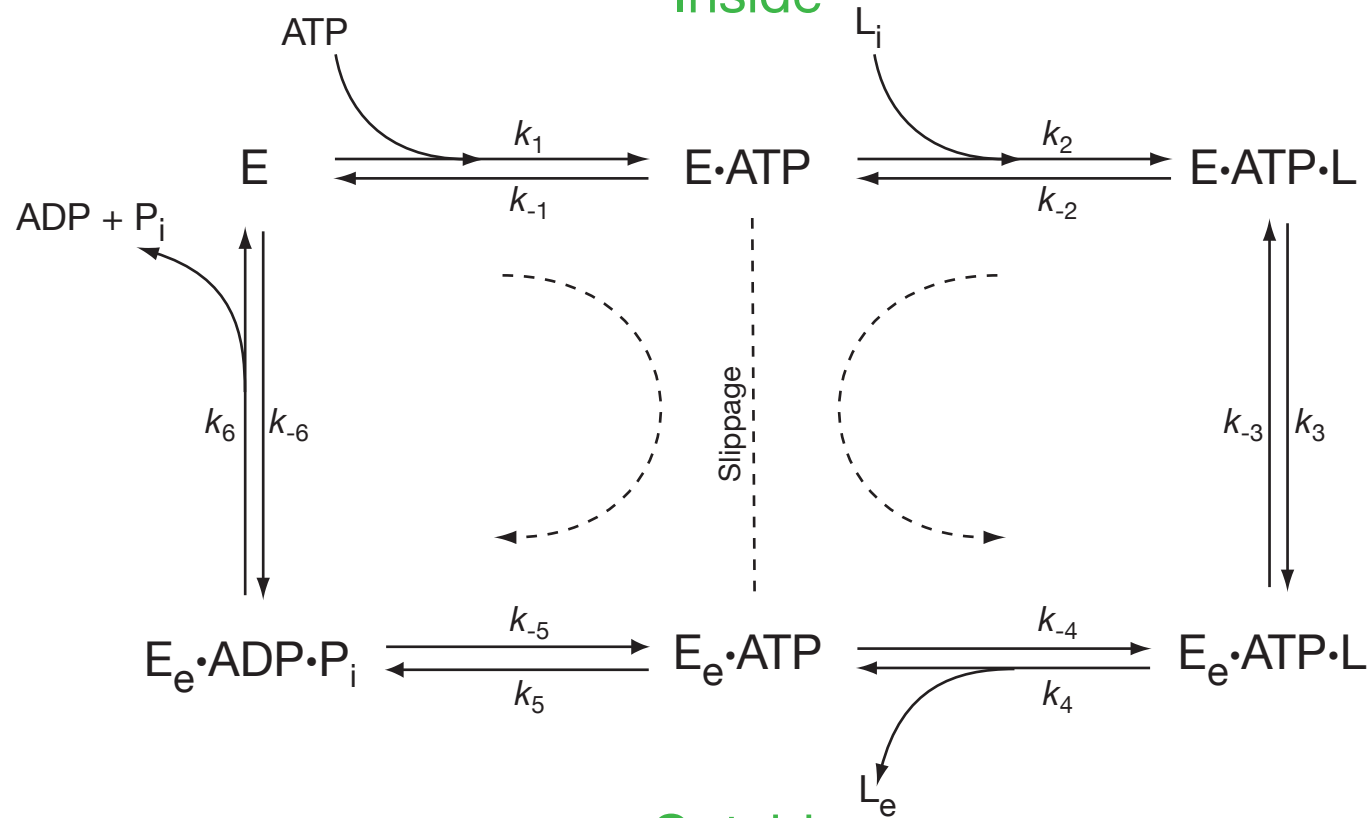 Inside
ATP
L_i
k_1
k_2
E
E·ATP
E·ATP·L
k_-1
k_-2
ADP + P_i
Slippage
k_6
k_-6
k_-3
k_3
k_-5
k_-4
E_e·ADP·P_i
E_e·ATP
E_e·ATP·L
k_5
k_4
L_e